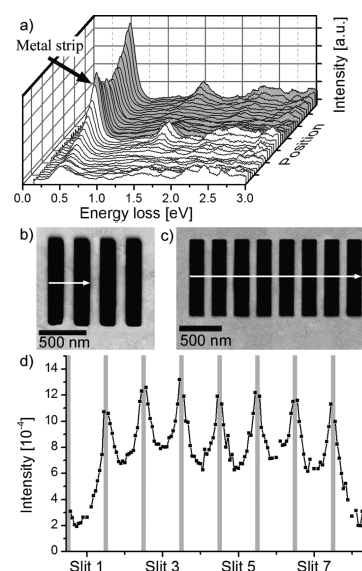 a)
Metal strip
Intensity [a.u.]
Position
0.0 0.5 1.0 1.5 2.0 2.5 3.0
Energy loss [eV]
b)
c)
500 nm
500 nm
d)
14
12
10
8
6
4
2
0
Intensity [10⁻⁴]
Slit 1 Slit 3 Slit 5 Slit 7